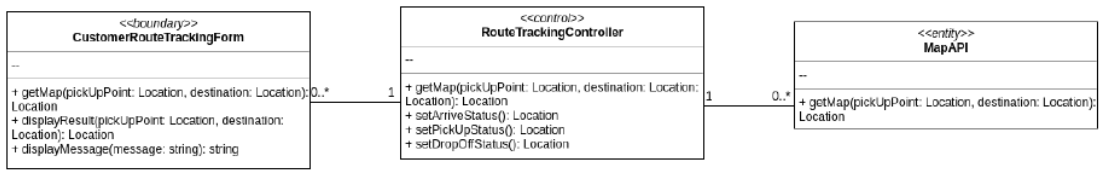 <<boundary>>
CustomerRouteTrackingForm
--
+ getMap(pickUpPoint: Location, destination: Location):
Location
+ displayResult(pickUpPoint: Location, destination:
Location): Location
+ displayMessage(message: string): string
0..*
1
<<control>>
RouteTrackingController
--
+ getMap(pickUpPoint: Location, destination: Location:
Location): Location
+ setArriveStatus(): Location
+ setPickUpStatus(): Location
+ setDropOffStatus(): Location
1
0..*
<<entity>>
MapAPI
--
+ getMap(pickUpPoint: Location, destination: Location):
Location